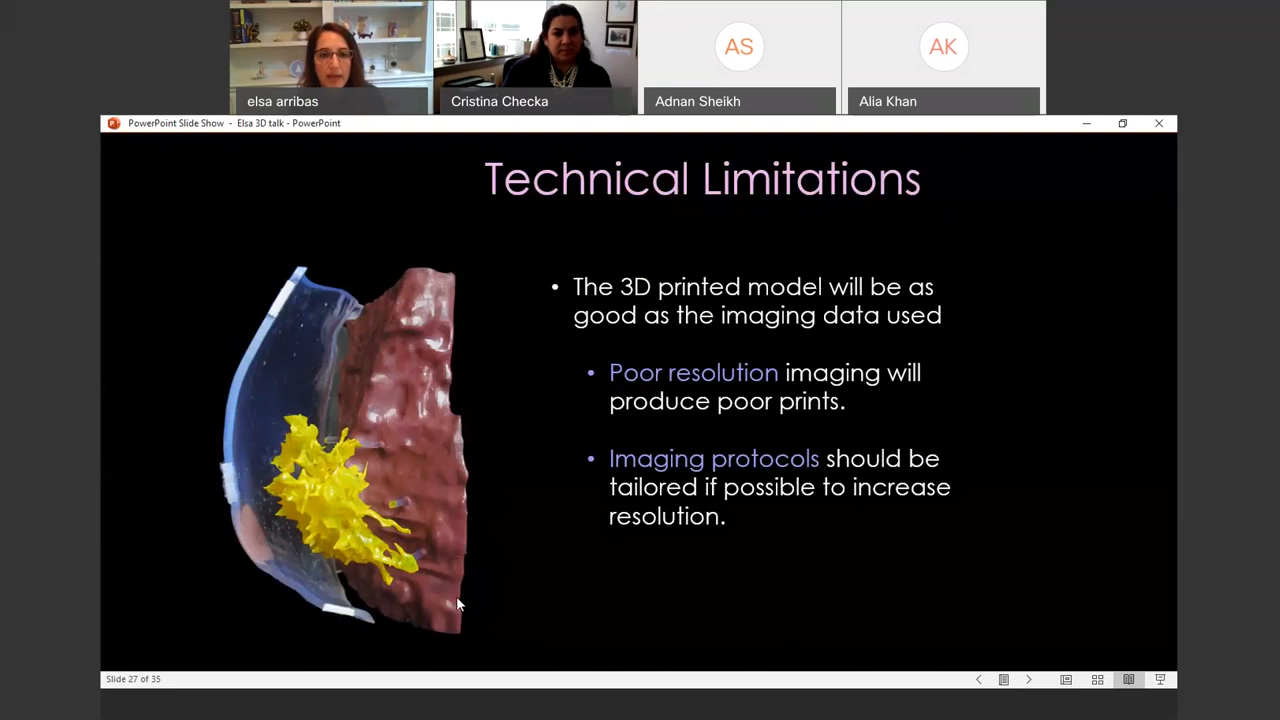 AS
AK
elsa arribas
Cristina Checka
Adnan Sheikh
Alia Khan
PowerPoint Slide Show - Elsa 3D talk - PowerPoint
Technical Limitations
• The 3D printed model will be as
good as the imaging data used
• Poor resolution imaging will
produce poor prints.
• Imaging protocols should be
tailored if possible to increase
resolution.
Slide 27 of 35